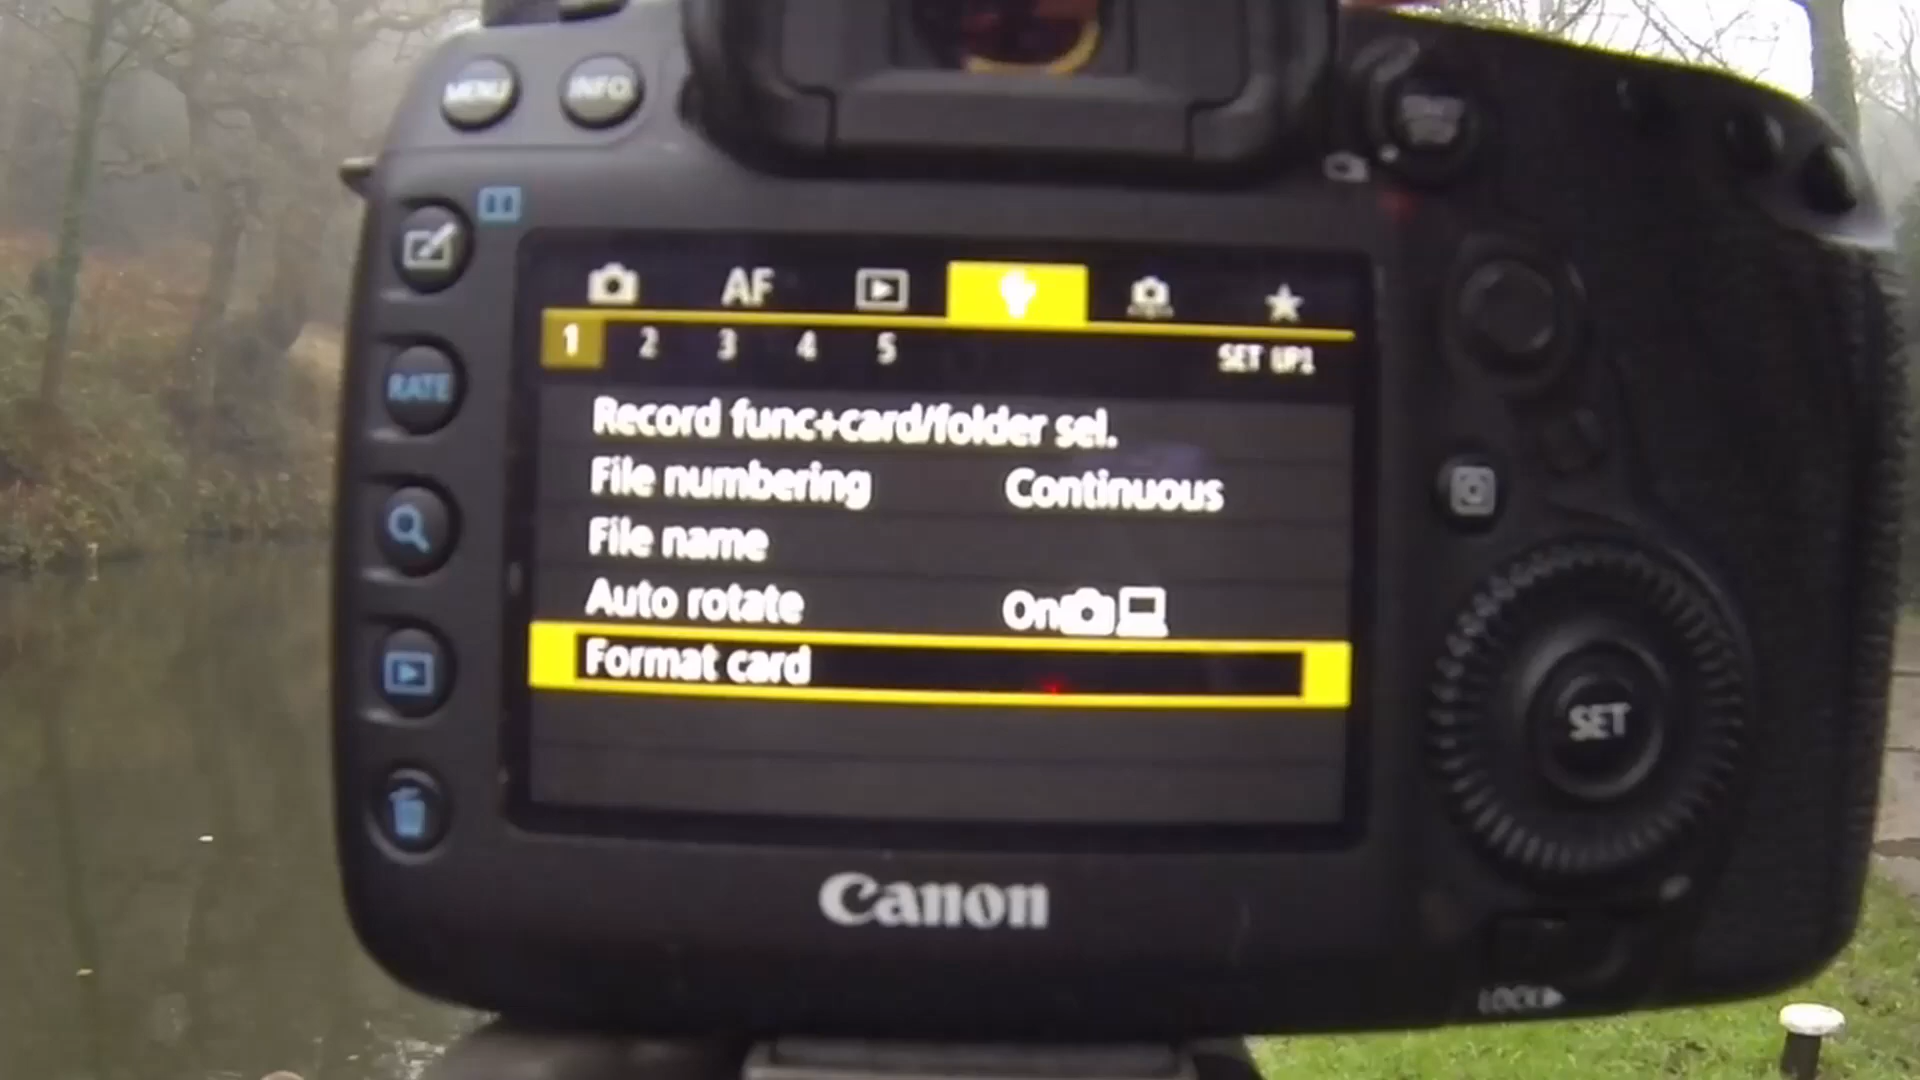 MENU INFO
RATE
AF
1 2 3 4 5 SET UP1
Record func+card/folder sel.
File numbering Continuous
File name
Auto rotate On
Format card
SET
Canon
LOCK